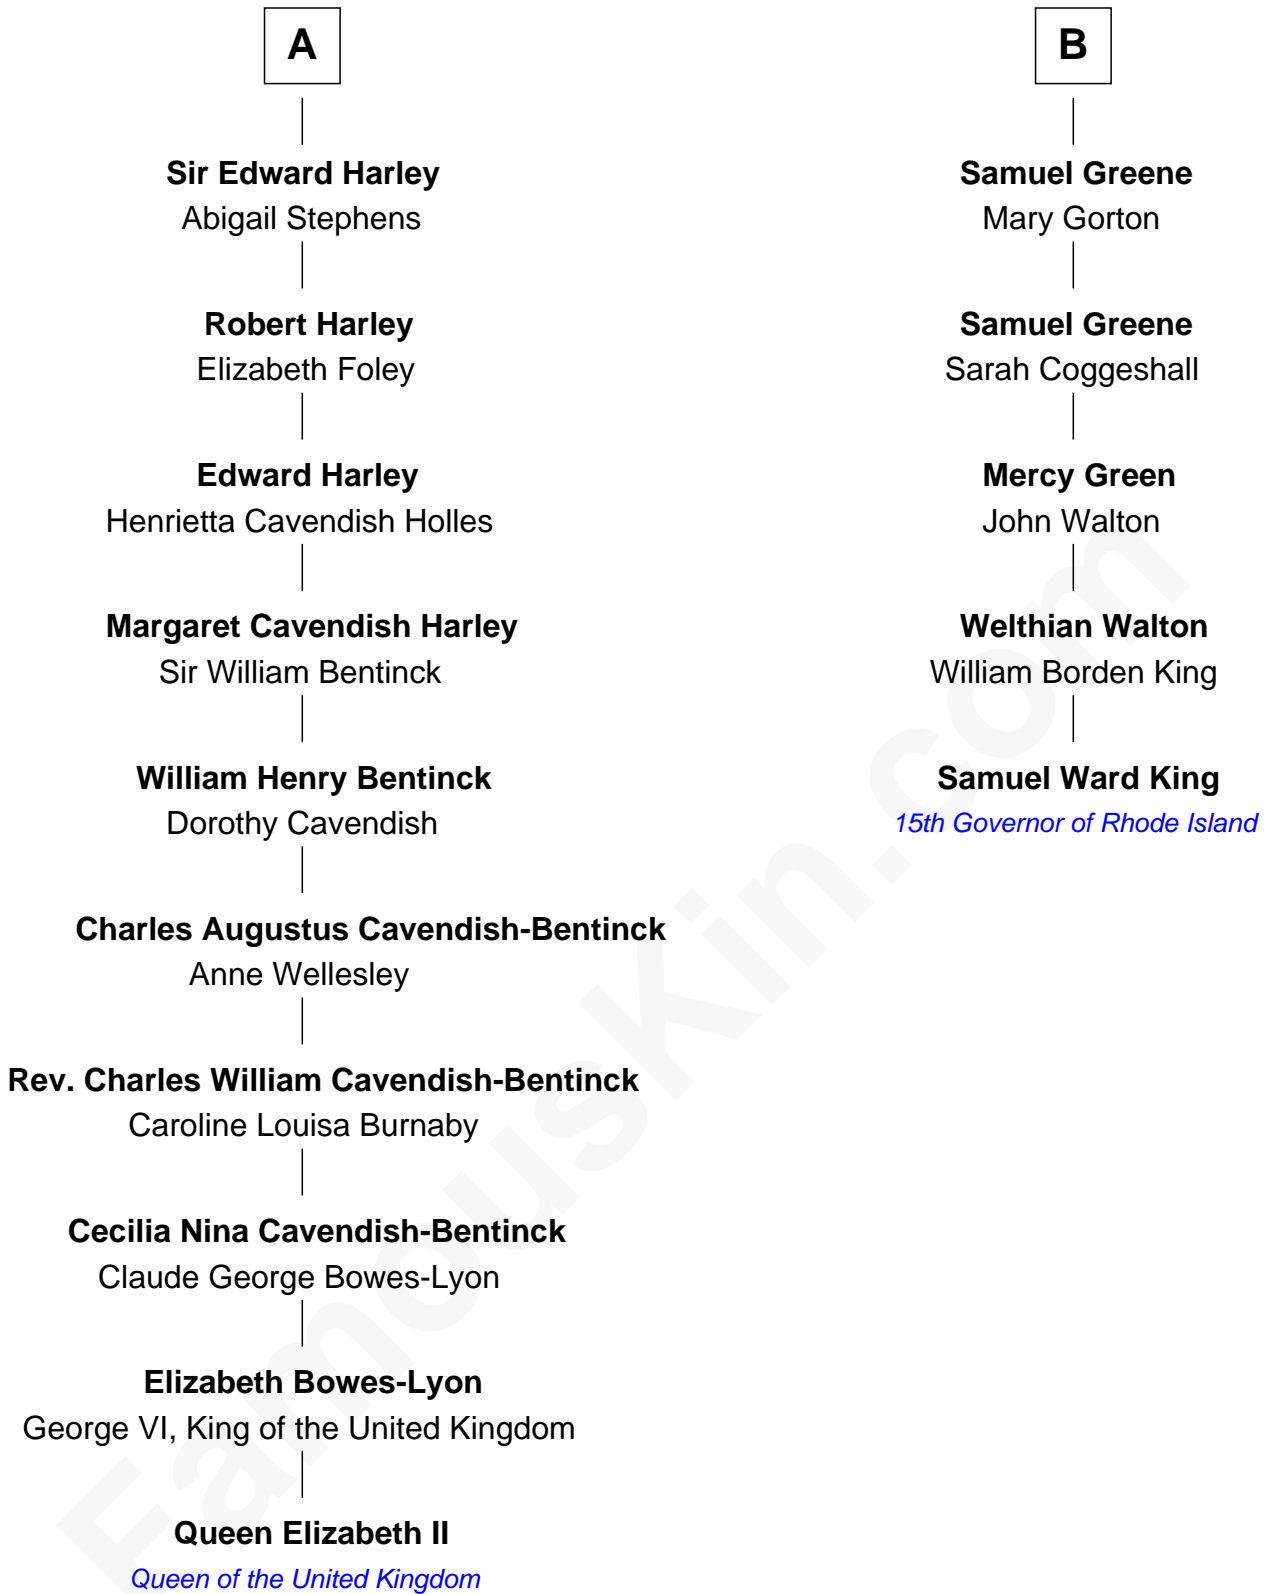 A
Sir Edward Harley
Abigail Stephens
Robert Harley
Elizabeth Foley
Edward Harley
Henrietta Cavendish Holles
Margaret Cavendish Harley
Sir William Bentinck
William Henry Bentinck
Dorothy Cavendish
Charles Augustus Cavendish-Bentinck
Anne Wellesley
Rev. Charles William Cavendish-Bentinck
Caroline Louisa Burnaby
Cecilia Nina Cavendish-Bentinck
Claude George Bowes-Lyon
Elizabeth Bowes-Lyon
George VI, King of the United Kingdom
Queen Elizabeth II
Queen of the United Kingdom
B
Samuel Greene
Mary Gorton
Samuel Greene
Sarah Coggeshall
Mercy Green
John Walton
Welthian Walton
William Borden King
Samuel Ward King
15th Governor of Rhode Island
FamousKin.com